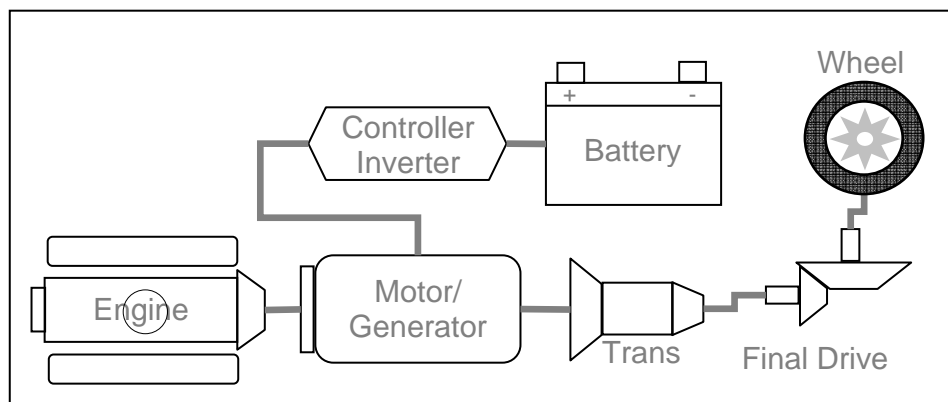 Wheel
Controller
Inverter
+ -
Battery
Engine
Motor/
Generator
Trans
Final Drive